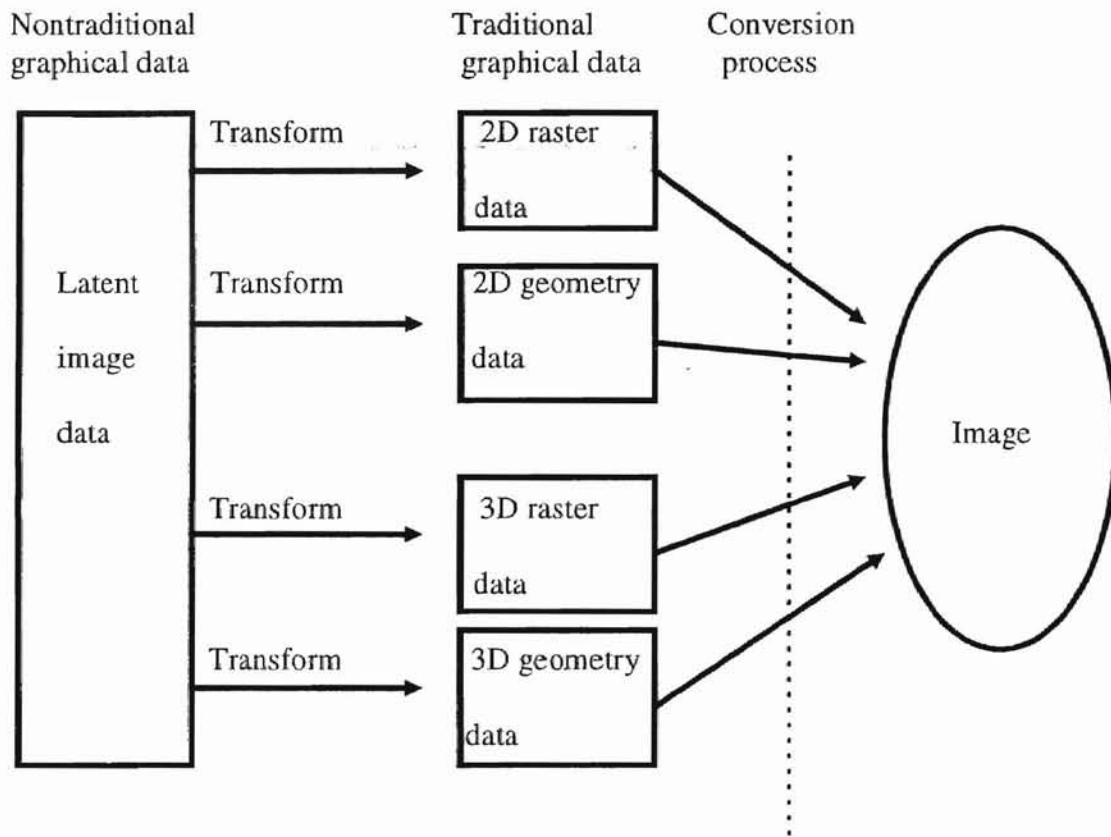 Nontraditional
graphical data
Traditional
graphical data
Conversion
process
Latent
image
data
Transform
Transform
Transform
Transform
2D raster
data
2D geometry
data
3D raster
data
3D geometry
data
Image